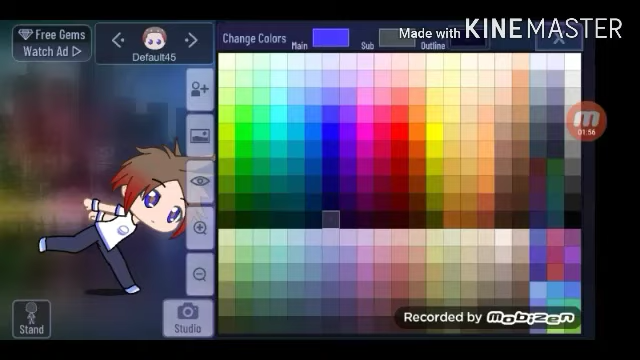 Free Gems
Watch Ad
Default45
Change Colors
Main
Sub
Outline
Made with KINEMASTER
1:56
Stand
Studio
Recorded by Mobizen